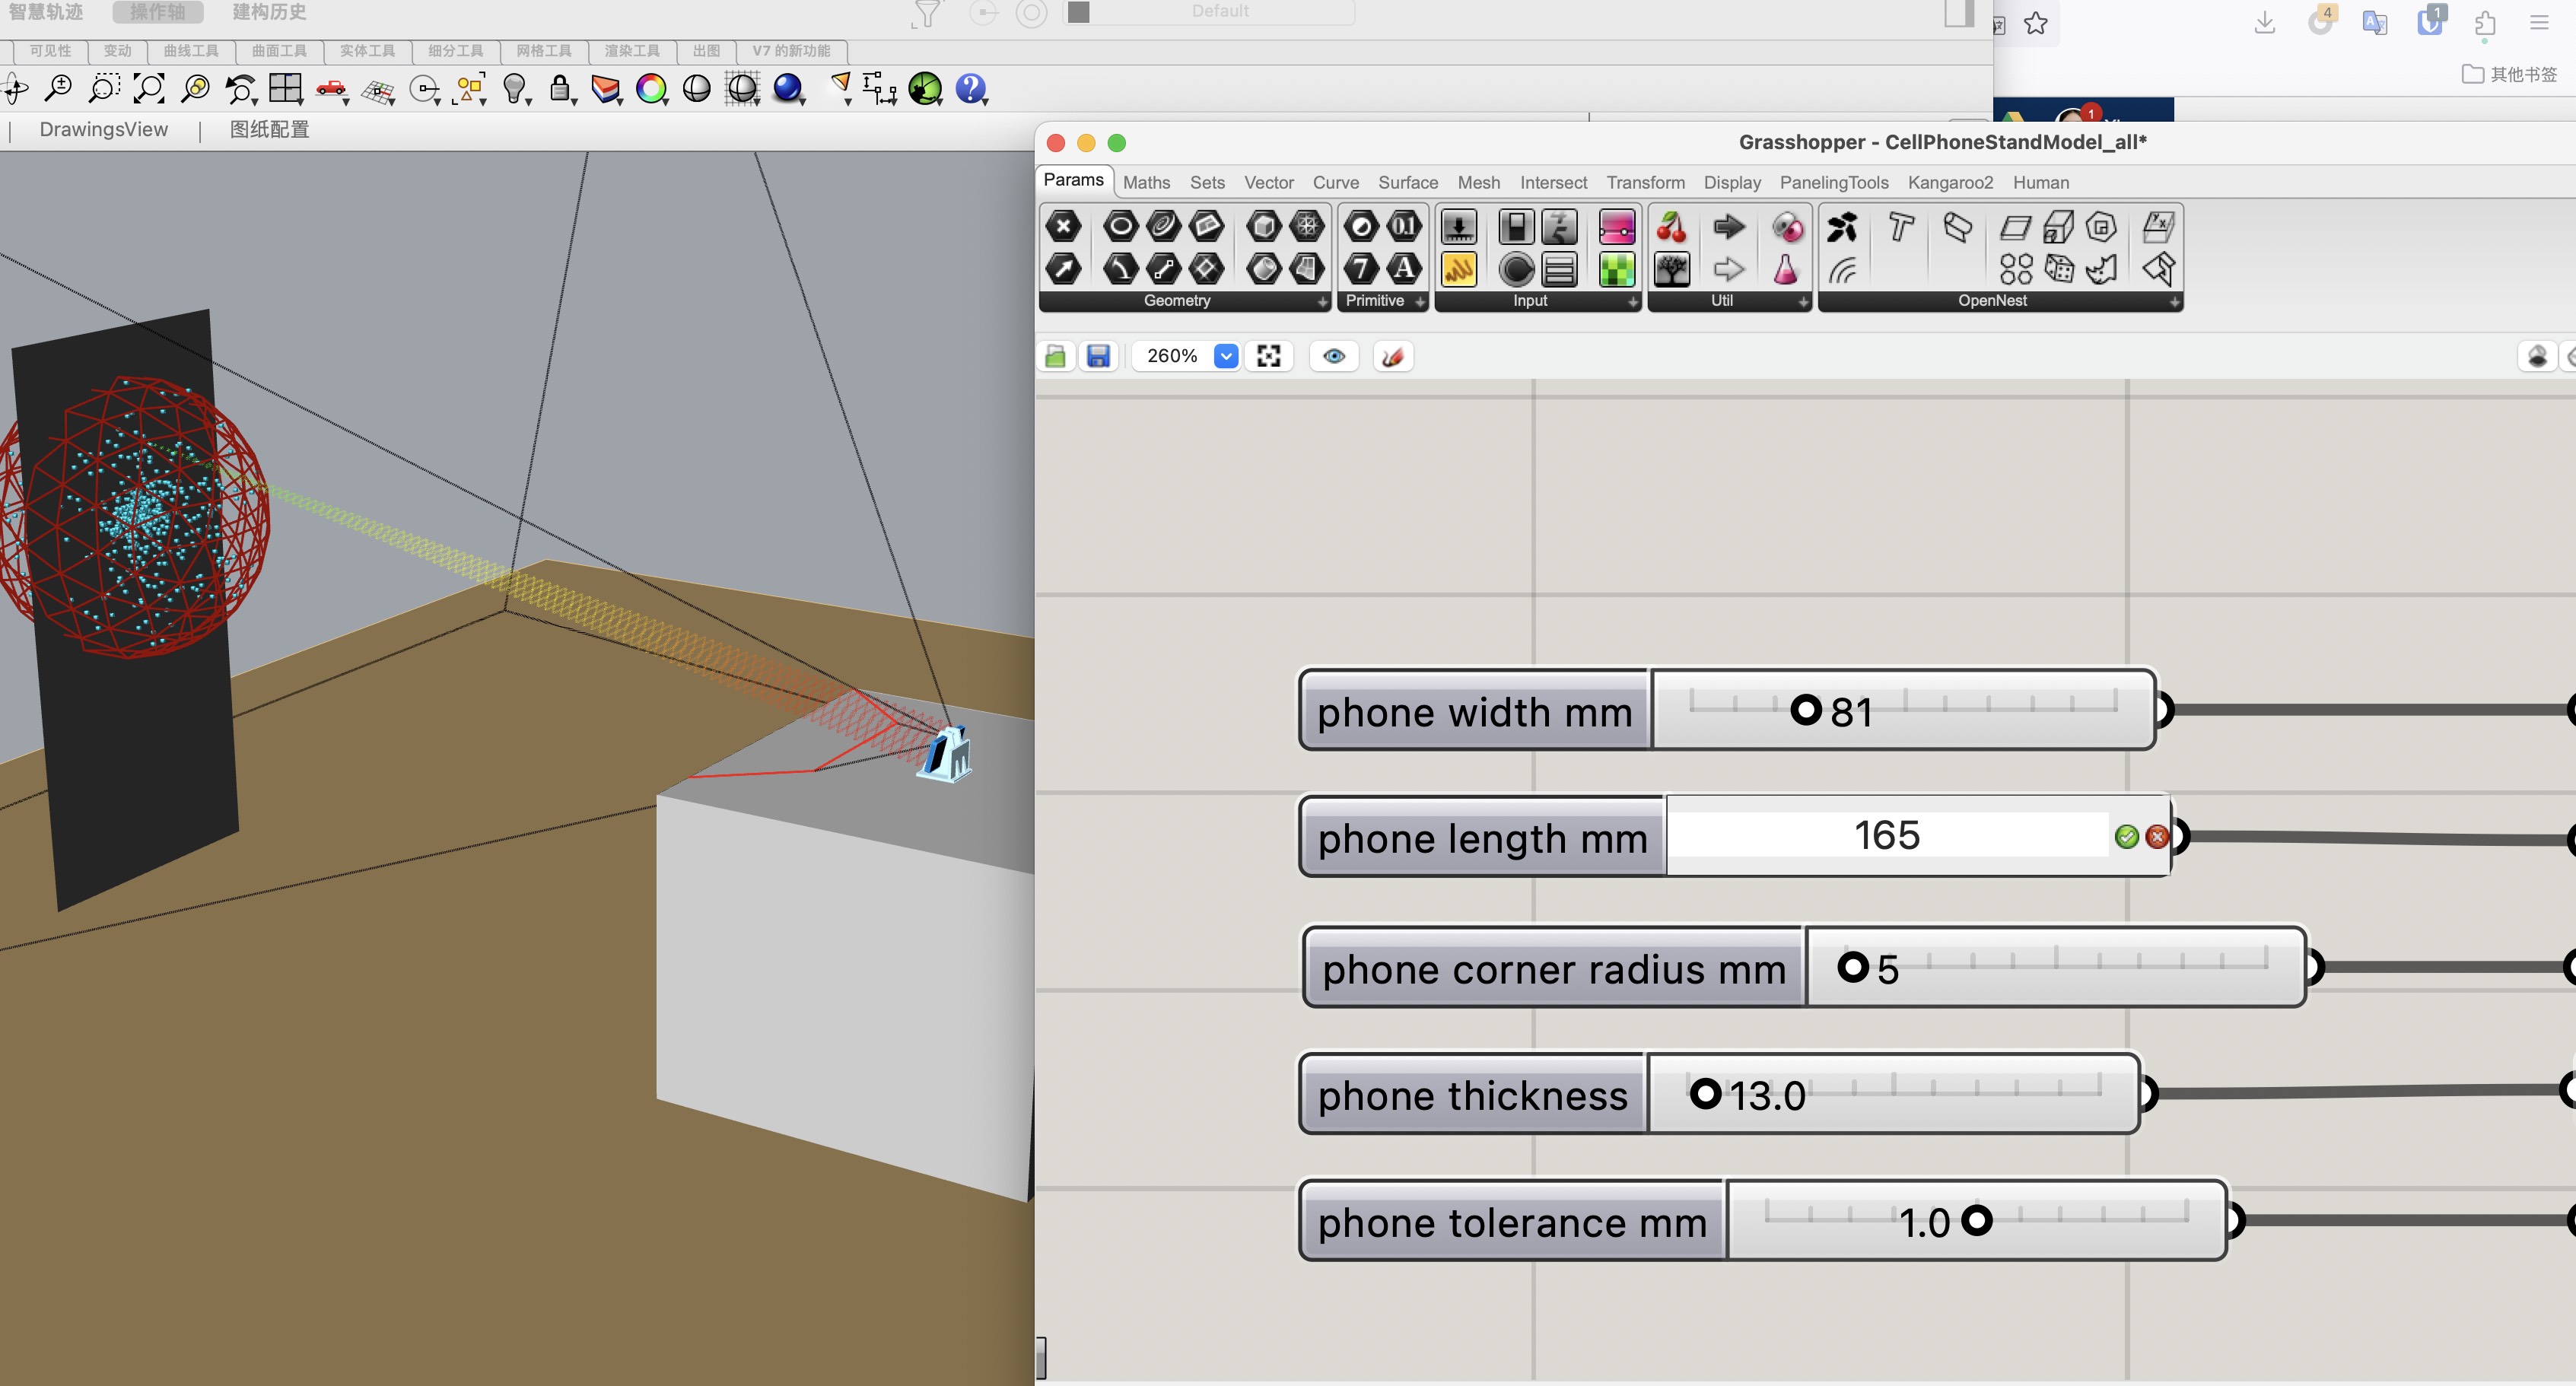 智慧轨迹 操作轴 建构历史 Default
可见性 变动 曲线工具 曲面工具 实体工具 细分工具 网格工具 渲染工具 出图 V7 的新功能
4 1
其他书签
DrawingsView 图纸配置
1
Grasshopper - CellPhoneStandModel_all*
Params Maths Sets Vector Curve Surface Mesh Intersect Transform Display PanelingTools Kangaroo2 Human
Geometry Primitive Input Util OpenNest
260%
phone width mm 81
phone length mm 165
phone corner radius mm 5
phone thickness 13.0
phone tolerance mm 1.0